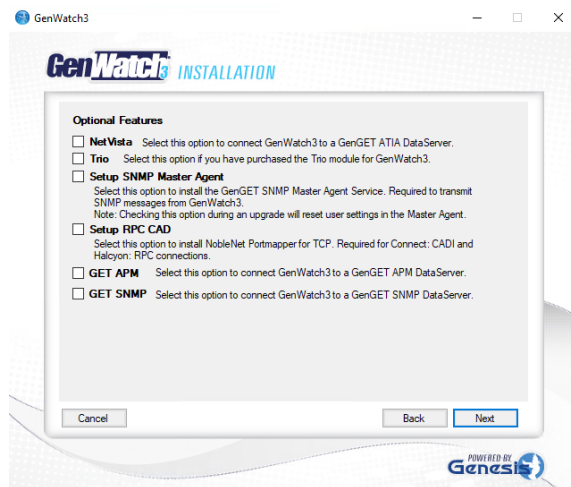 GenWatch3
GenWatch3 INSTALLATION
Optional Features
NetVista Select this option to connect GenWatch3 to a GenGET ATIA DataServer.
Trio Select this option if you have purchased the Trio module for GenWatch3.
Setup SNMP Master Agent
Select this option to install the GenGET SNMP Master Agent Service. Required to transmit
SNMP messages from GenWatch3.
Note: Checking this option during an upgrade will reset user settings in the Master Agent.
Setup RPC CAD
Select this option to install NobleNet Portmapper for TCP. Required for Connect: CADI and
Halcyon: RPC connections.
GET APM Select this option to connect GenWatch3 to a GenGET APM DataServer.
GET SNMP Select this option to connect GenWatch3 to a GenGET SNMP DataServer.
Cancel Back Next
POWERED BY
Genesis